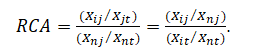 RCA = (X_ij/X_jt)/(X_nj/X_nt) = (X_ij/X_nj)/(X_it/X_nt).